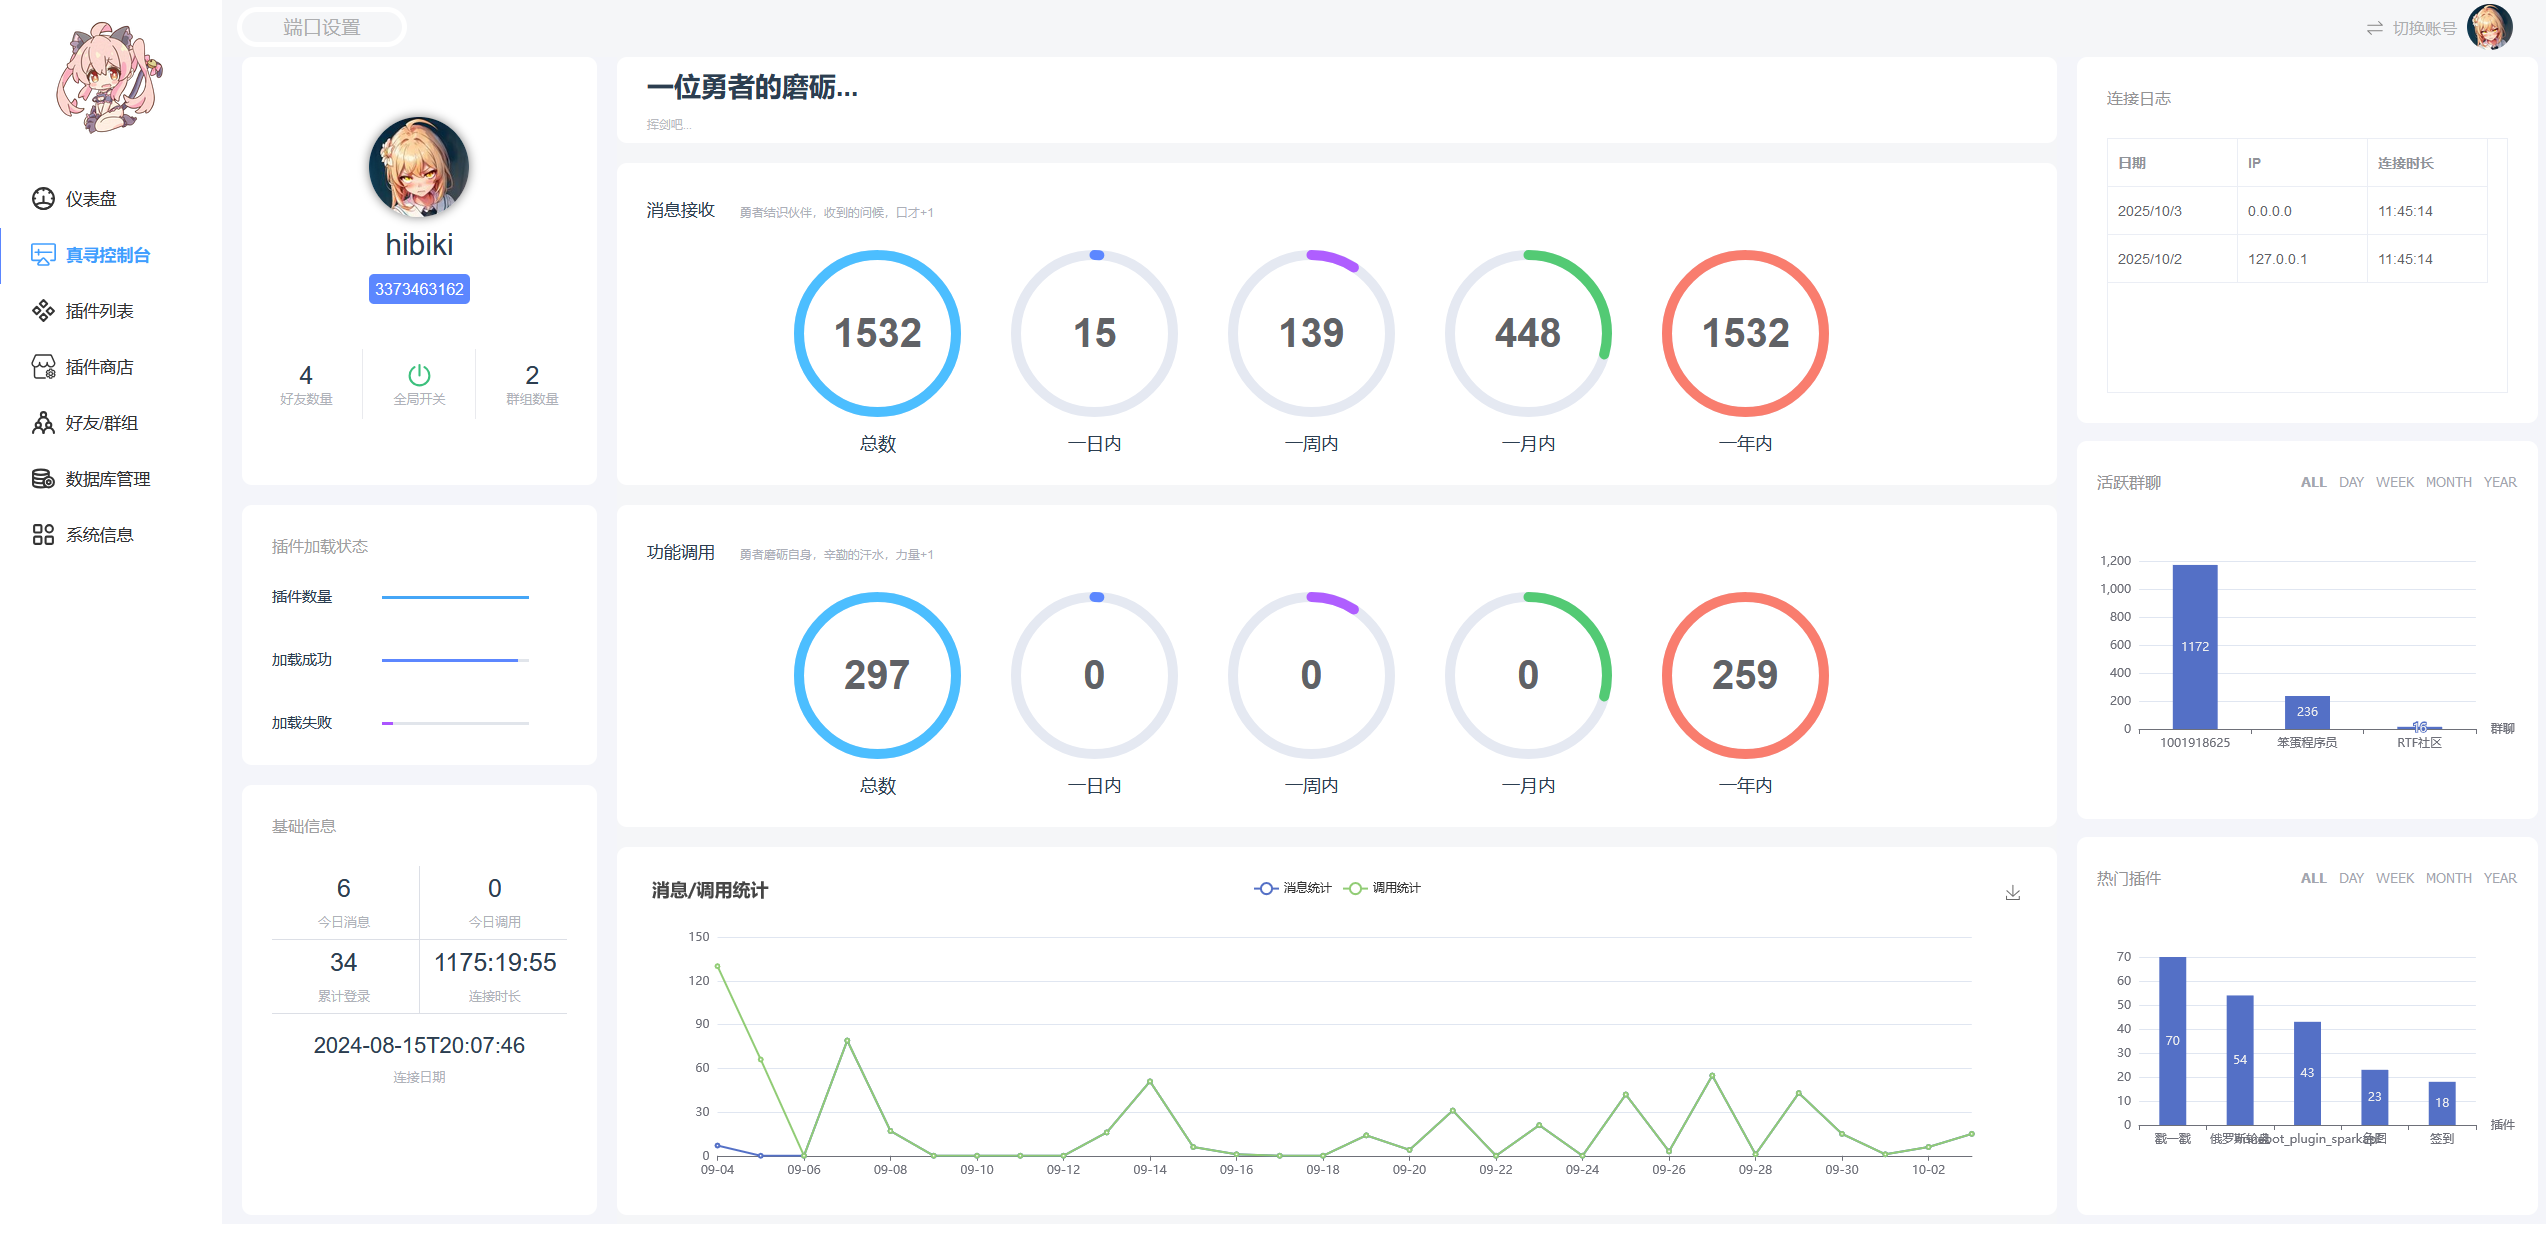 端口设置
切换账号
仪表盘
真寻控制台
插件列表
插件商店
好友/群组
数据库管理
系统信息
hibiki
3373463162
4
好友数量
全局开关
2
群组数量
插件加载状态
插件数量
加载成功
加载失败
基础信息
6
今日消息
0
今日调用
34
累计登录
1175:19:55
连接时长
2024-08-15T20:07:46
连接日期
一位勇者的磨砺...
挥剑吧...
消息接收 勇者结识伙伴，收到的问候，口才+1
1532 15 139 448 1532
总数 一日内 一周内 一月内 一年内
功能调用 勇者磨砺自身，辛勤的汗水，力量+1
297 0 0 0 259
总数 一日内 一周内 一月内 一年内
消息/调用统计
消息统计 调用统计
150
120
90
60
30
0
09-04 09-06 09-08 09-10 09-12 09-14 09-16 09-18 09-20 09-22 09-24 09-26 09-28 09-30 10-02
连接日志
日期 IP 连接时长
2025/10/3 0.0.0.0 11:45:14
2025/10/2 127.0.0.1 11:45:14
活跃群聊 ALL DAY WEEK MONTH YEAR
1,200
1,000
800
600
400
200
0
1172 236 16
1001918625 笨蛋程序员 RTF社区
群聊
热门插件 ALL DAY WEEK MONTH YEAR
70
60
50
40
30
20
10
0
70 54 43 23 18
戳一戳 签到
插件